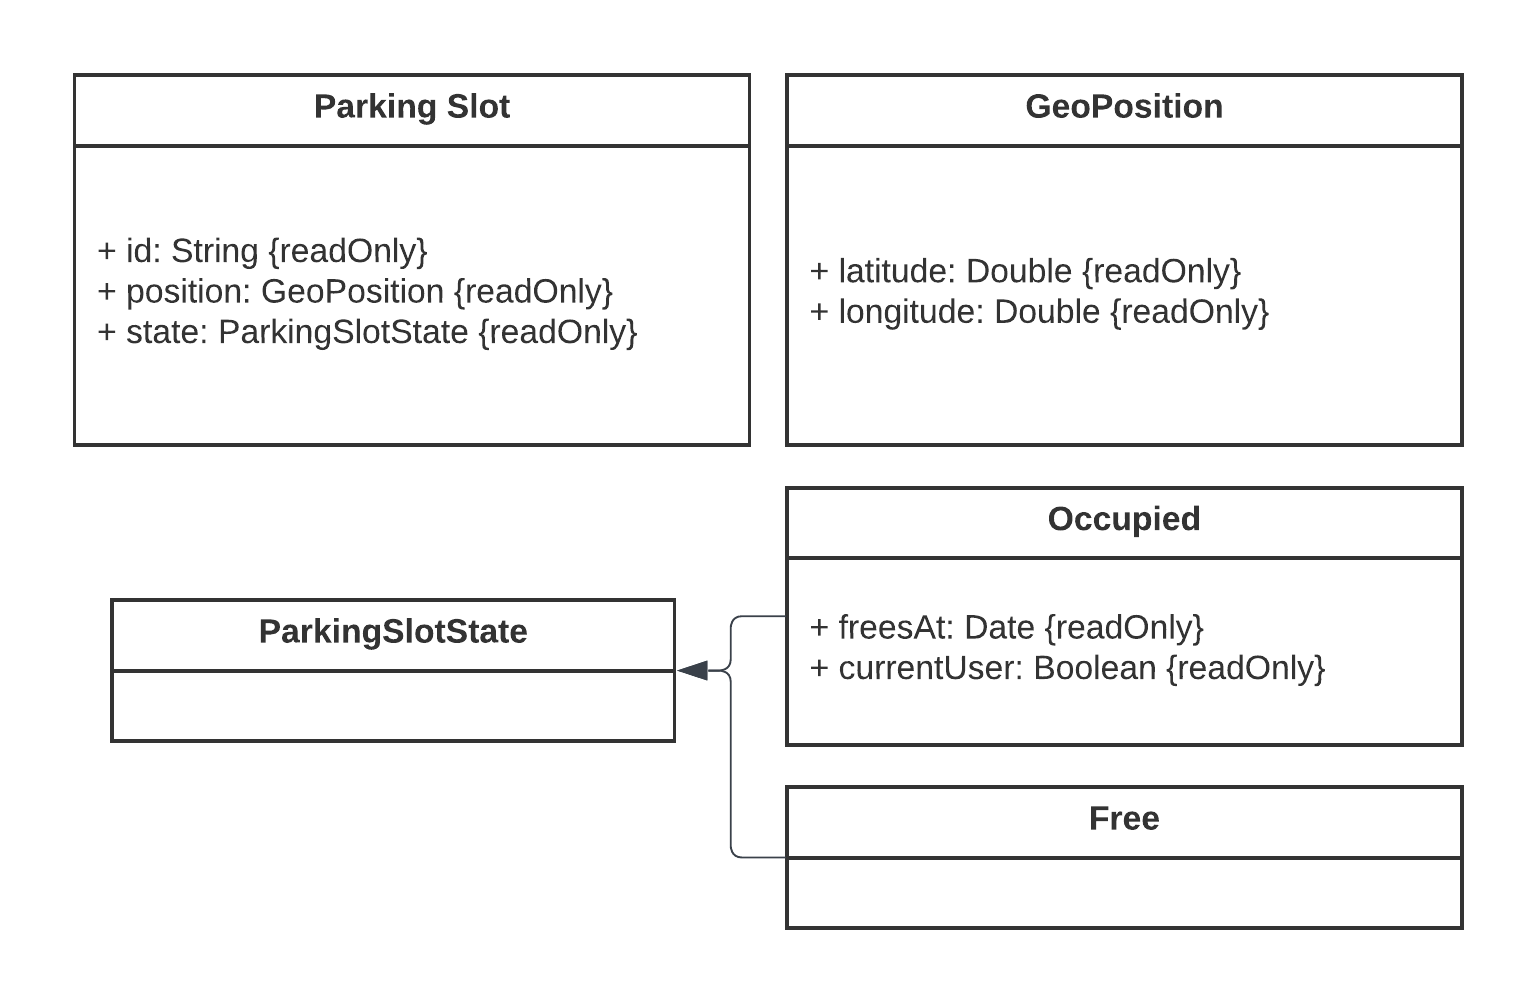 Parking Slot
+ id: String {readOnly}
+ position: GeoPosition {readOnly}
+ state: ParkingSlotState {readOnly}
GeoPosition
+ latitude: Double {readOnly}
+ longitude: Double {readOnly}
ParkingSlotState
Occupied
+ freesAt: Date {readOnly}
+ currentUser: Boolean {readOnly}
Free